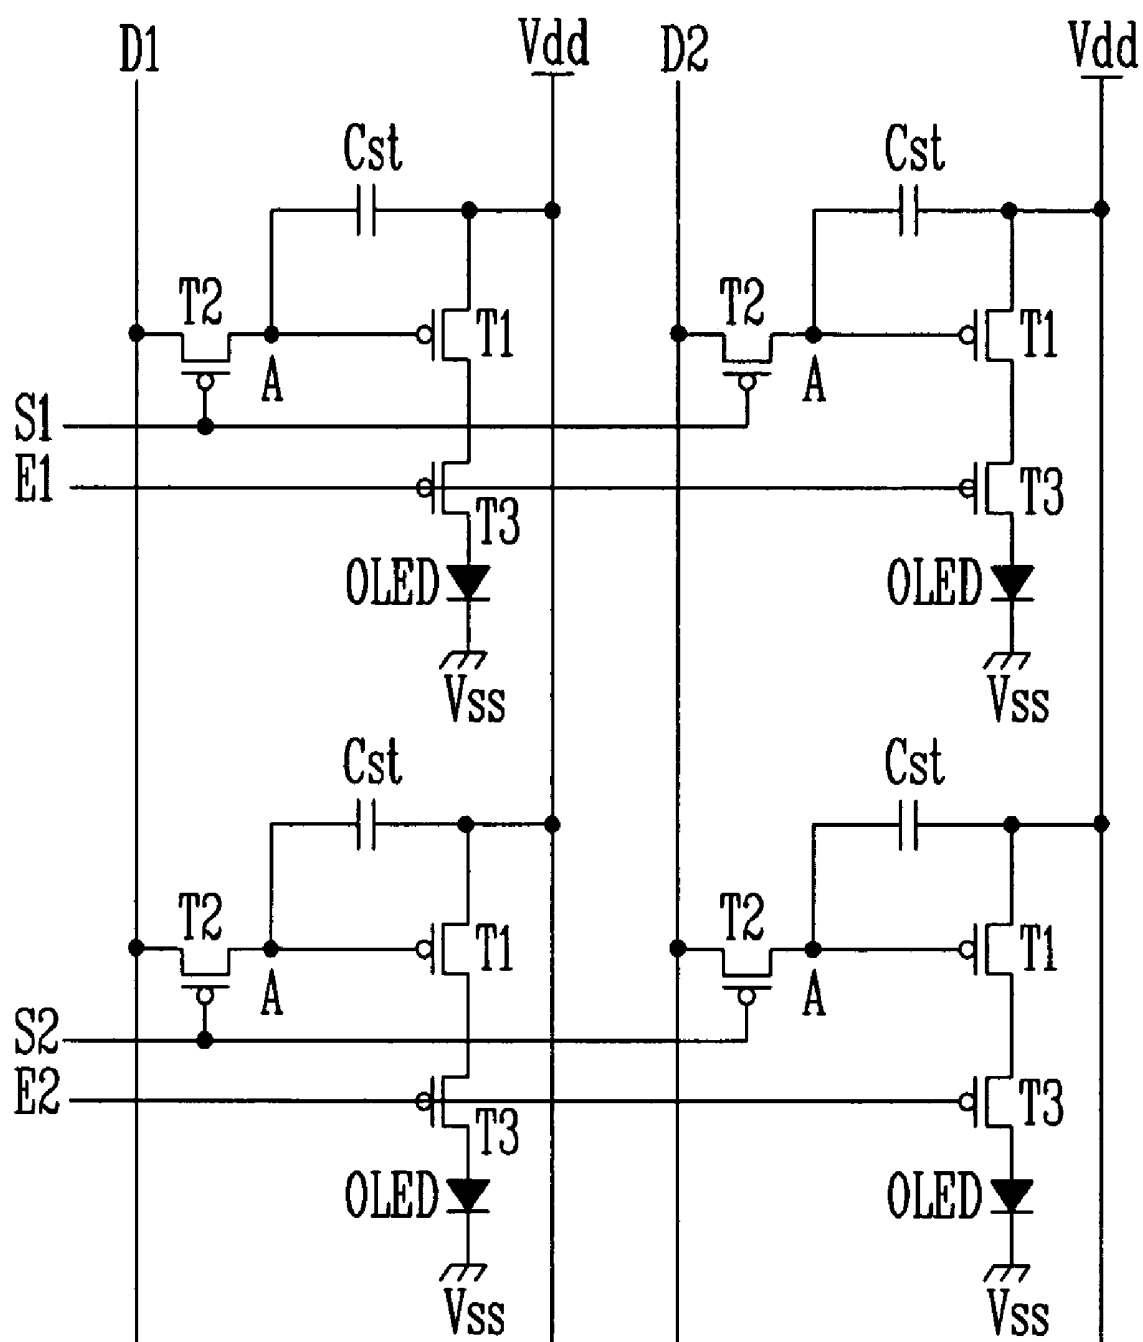 D1 Vdd D2 Vdd
Cst Cst
T2 T1 T2 T1
A A
S1
E1
T3 T3
OLED OLED
Vss Vss
Cst Cst
T2 T1 T2 T1
A A
S2
E2
T3 T3
OLED OLED
Vss Vss